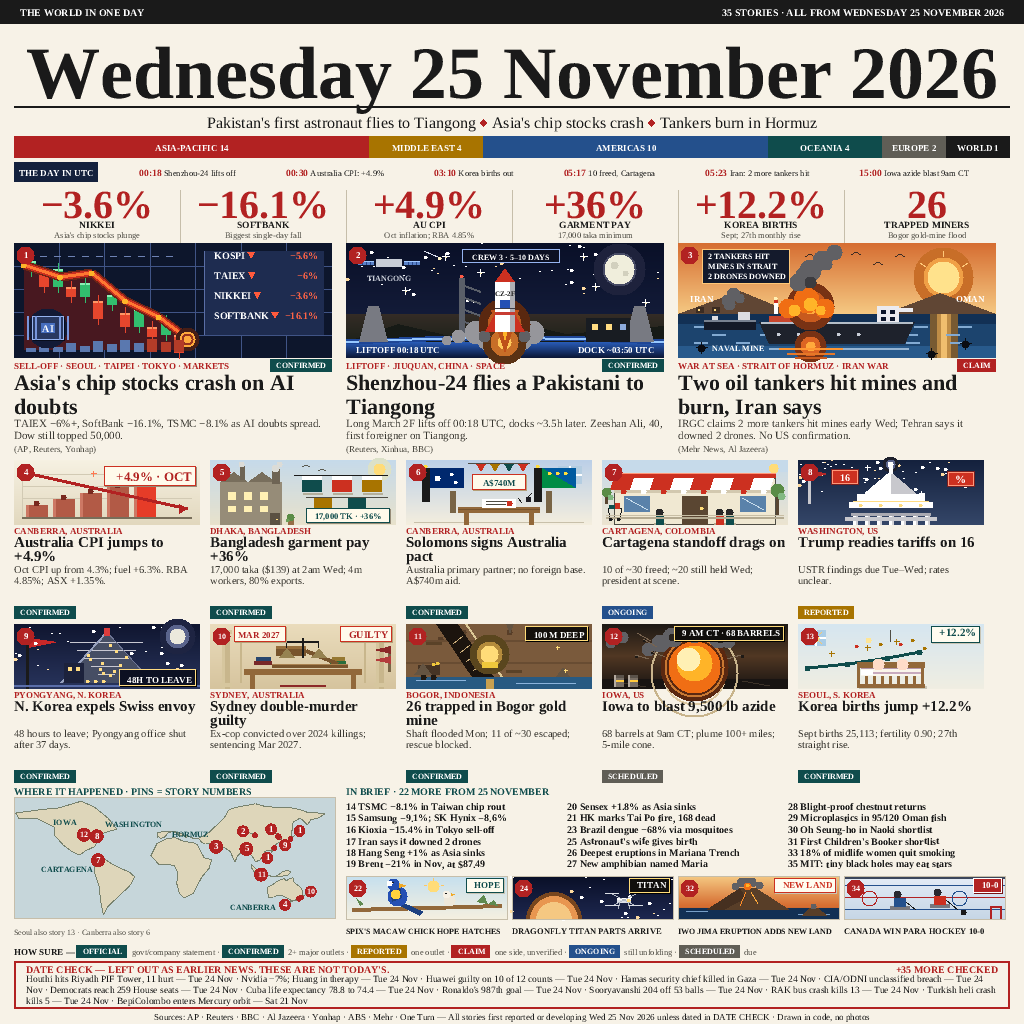 THE WORLD IN ONE DAY
35 STORIES · ALL FROM WEDNESDAY 25 NOVEMBER 2026
Wednesday 25 November 2026
Pakistan's first astronaut flies to Tiangong ◆ Asia's chip stocks crash ◆ Tankers burn in Hormuz
ASIA-PACIFIC 14
MIDDLE EAST 4
AMERICAS 10
OCEANIA 4
EUROPE 2
WORLD 1
THE DAY IN UTC
00:18 Shenzhou-24 lifts off
00:30 Australia CPI: +4.9%
03:10 Korea births out
05:17 10 freed, Cartagena
05:23 Iran: 2 more tankers hit
15:00 Iowa azide blast 9am CT
−3.6%
NIKKEI
Asia's chip stocks plunge
−16.1%
SOFTBANK
Biggest single-day fall
+4.9%
AU CPI
Oct inflation; RBA 4.85%
+36%
GARMENT PAY
17,000 taka minimum
+12.2%
KOREA BIRTHS
Sept; 27th monthly rise
26
TRAPPED MINERS
Bogor gold-mine flood
1
AI
KOSPI ▼ −5.6%
TAIEX ▼ −6%
NIKKEI ▼ −3.6%
SOFTBANK ▼ −16.1%
SELL-OFF · SEOUL · TAIPEI · TOKYO · MARKETS
CONFIRMED
Asia's chip stocks crash on AI
doubts
TAIEX −6%+, SoftBank −16.1%, TSMC −8.1% as AI doubts spread.
Dow still topped 50,000.
(AP, Reuters, Yonhap)
2
TIANGONG
CREW 3 · 5–10 DAYS
CZ-2F
LIFTOFF 00:18 UTC
DOCK ~03:50 UTC
LIFTOFF · JIUQUAN, CHINA · SPACE
CONFIRMED
Shenzhou-24 flies a Pakistani to
Tiangong
Long March 2F lifts off 00:18 UTC, docks ~3.5h later. Zeeshan Ali, 40,
first foreigner on Tiangong.
(Reuters, Xinhua, BBC)
3
2 TANKERS HIT
MINES IN STRAIT
2 DRONES DOWNED
IRAN
OMAN
NAVAL MINE
WAR AT SEA · STRAIT OF HORMUZ · IRAN WAR
CLAIM
Two oil tankers hit mines and
burn, Iran says
IRGC claims 2 more tankers hit mines early Wed; Tehran says it
downed 2 drones. No US confirmation.
(Mehr News, Al Jazeera)
4
+4.9% · OCT
CANBERRA, AUSTRALIA
Australia CPI jumps to
+4.9%
Oct CPI up from 4.3%; fuel +6.3%. RBA
4.85%; ASX +1.35%.
CONFIRMED
5
17,000 TK · +36%
DHAKA, BANGLADESH
Bangladesh garment pay
+36%
17,000 taka ($139) at 2am Wed; 4m
workers, 80% exports.
CONFIRMED
6
A$740M
CANBERRA, AUSTRALIA
Solomons signs Australia
pact
Australia primary partner; no foreign base.
A$740m aid.
CONFIRMED
7
CARTAGENA, COLOMBIA
Cartagena standoff drags on
10 of ~30 freed; ~20 still held Wed;
president at scene.
ONGOING
8
16
%
WASHINGTON, US
Trump readies tariffs on 16
USTR findings due Tue–Wed; rates
unclear.
REPORTED
9
48H TO LEAVE
PYONGYANG, N. KOREA
N. Korea expels Swiss envoy
48 hours to leave; Pyongyang office shut
after 37 days.
CONFIRMED
10
MAR 2027
GUILTY
SYDNEY, AUSTRALIA
Sydney double-murder
guilty
Ex-cop convicted over 2024 killings;
sentencing Mar 2027.
CONFIRMED
11
100 M DEEP
BOGOR, INDONESIA
26 trapped in Bogor gold
mine
Shaft flooded Mon; 11 of ~30 escaped;
rescue blocked.
CONFIRMED
12
9 AM CT · 68 BARRELS
IOWA, US
Iowa to blast 9,500 lb azide
68 barrels at 9am CT; plume 100+ miles;
5-mile cone.
SCHEDULED
13
+12.2%
SEOUL, S. KOREA
Korea births jump +12.2%
Sept births 25,113; fertility 0.90; 27th
straight rise.
CONFIRMED
WHERE IT HAPPENED · PINS = STORY NUMBERS
IOWA
WASHINGTON
HORMUZ
CARTAGENA
CANBERRA
12
8
7
3
2
1
1
9
5
1
11
10
4
Seoul also story 13 · Canberra also story 6
IN BRIEF · 22 MORE FROM 25 NOVEMBER
14 TSMC −8.1% in Taiwan chip rout
15 Samsung −9,1%; SK Hynix −8,6%
16 Kioxia −15.4% in Tokyo sell-off
17 Iran says it downed 2 drones
18 Hang Seng +1% as Asia sinks
19 Brent −21% in Nov, at $87,49
20 Sensex +1.8% as Asia sinks
21 HK marks Tai Po fire, 168 dead
23 Brazil dengue −68% via mosquitoes
25 Astronaut's wife gives birth
26 Deepest eruptions in Mariana Trench
27 New amphibian named Maria
28 Blight-proof chestnut returns
29 Microplastics in 95/120 Oman fish
30 Oh Seung-ho in Naoki shortlist
31 First Children's Booker shortlist
33 18% of midlife women quit smoking
35 MIT: tiny black holes may eat stars
22
HOPE
SPIX'S MACAW CHICK HOPE HATCHES
24
TITAN
DRAGONFLY TITAN PARTS ARRIVE
32
NEW LAND
IWO JIMA ERUPTION ADDS NEW LAND
34
10-0
CANADA WIN PARA HOCKEY 10-0
HOW SURE — OFFICIAL gov't/company statement · CONFIRMED 2+ major outlets · REPORTED one outlet · CLAIM one side, unverified · ONGOING still unfolding · SCHEDULED due
DATE CHECK — LEFT OUT AS EARLIER NEWS. THESE ARE NOT TODAY'S.
+35 MORE CHECKED
Houthi hits Riyadh PIF Tower, 11 hurt — Tue 24 Nov · Nvidia −7%; Huang in therapy — Tue 24 Nov · Huawei guilty on 10 of 12 counts — Tue 24 Nov · Hamas security chief killed in Gaza — Tue 24 Nov · CIA/ODNI unclassified breach — Tue 24
Nov · Democrats reach 259 House seats — Tue 24 Nov · Cuba life expectancy 78.8 to 74.4 — Tue 24 Nov · Ronaldo's 987th goal — Tue 24 Nov · Sooryavanshi 204 off 53 balls — Tue 24 Nov · RAK bus crash kills 13 — Tue 24 Nov · Turkish heli crash
kills 5 — Tue 24 Nov · BepiColombo enters Mercury orbit — Sat 21 Nov
Sources: AP · Reuters · BBC · Al Jazeera · Yonhap · ABS · Mehr · One Turn — All stories first reported or developing Wed 25 Nov 2026 unless dated in DATE CHECK · Drawn in code, no photos